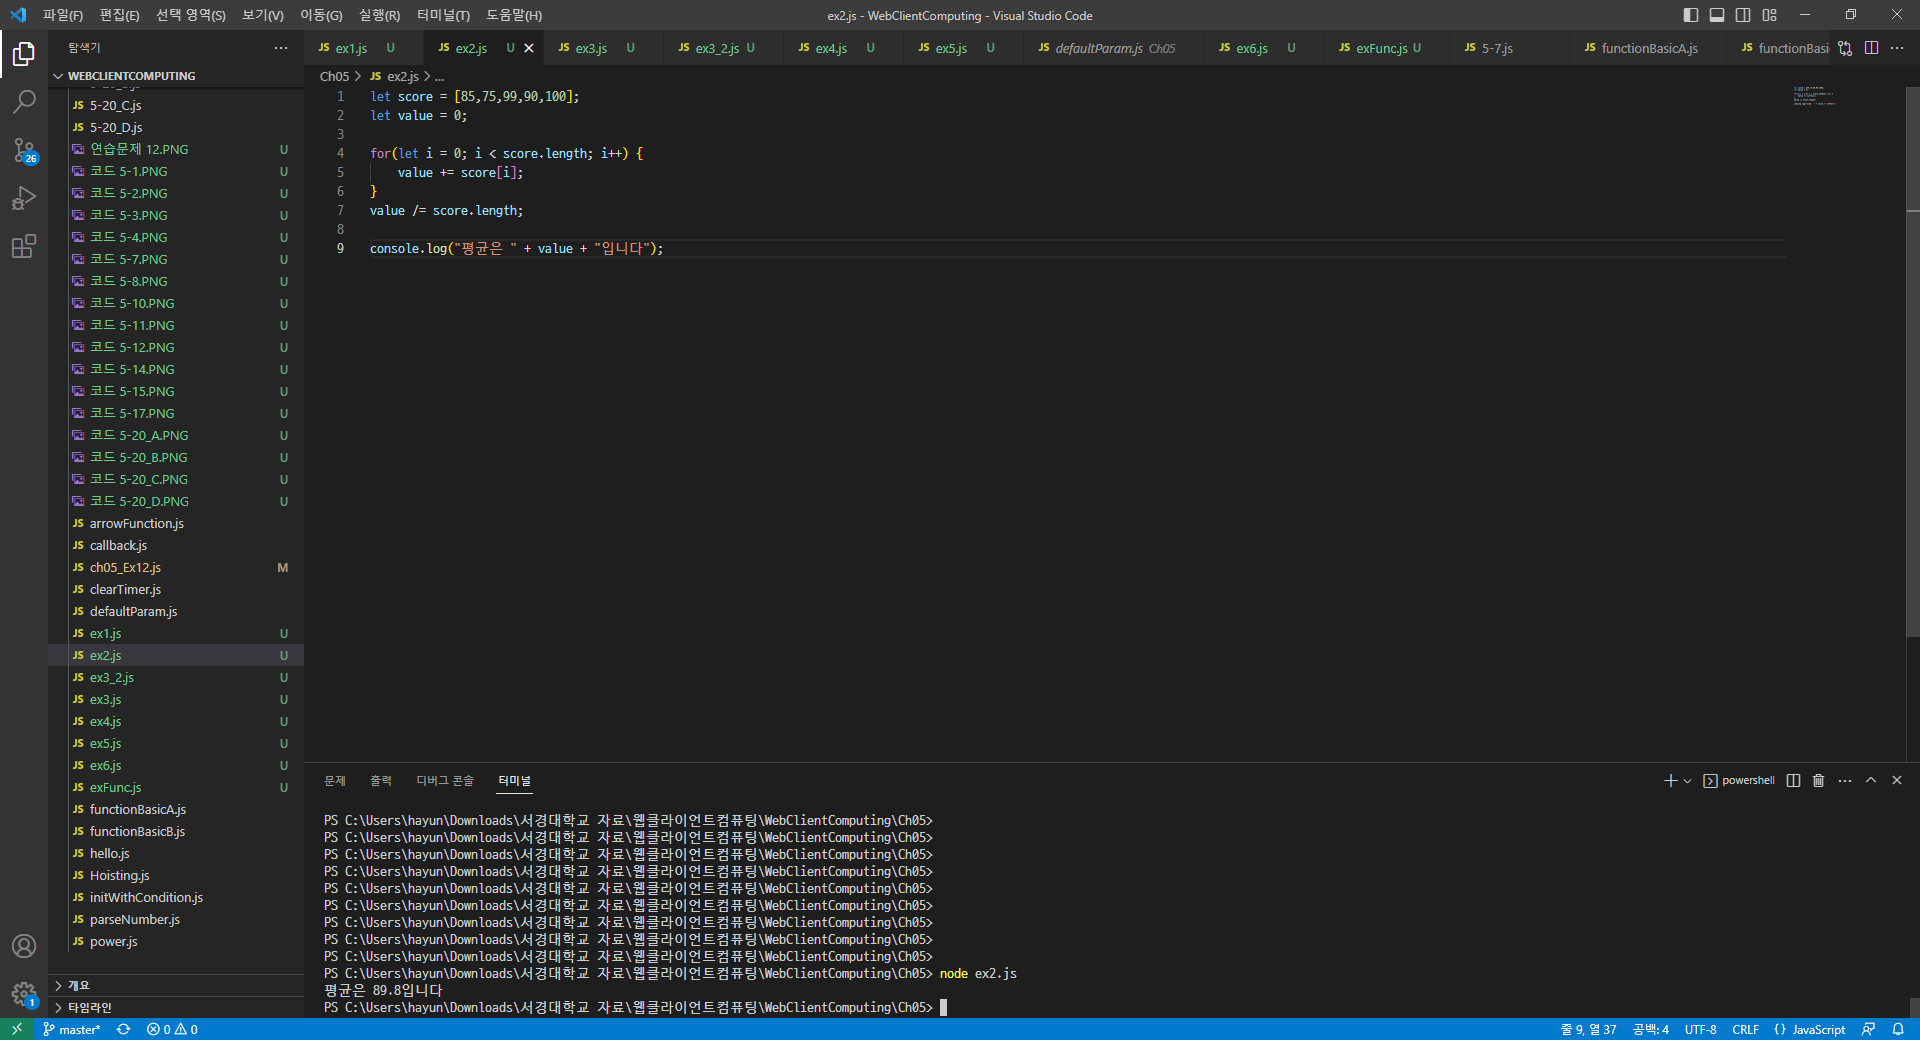 파일(F) 편집(E) 선택 영역(S) 보기(V) 이동(G) 실행(R) 터미널(T) 도움말(H) ex2.js - WebClientComputing - Visual Studio Code
탐색기
JS ex1.js U JS ex2.js U JS ex3.js U JS ex3_2.js U JS ex4.js U JS ex5.js U JS defaultParam.js Ch05 JS ex6.js U JS exFunc.js U JS 5-7.js JS functionBasicA.js JS functionBasi
WEBCLIENTCOMPUTING
JS 5-20_C.js
JS 5-20_D.js
연습문제 12.PNG U
코드 5-1.PNG U
코드 5-2.PNG U
코드 5-3.PNG U
코드 5-4.PNG U
코드 5-7.PNG U
코드 5-8.PNG U
코드 5-10.PNG U
코드 5-11.PNG U
코드 5-12.PNG U
코드 5-14.PNG U
코드 5-15.PNG U
코드 5-17.PNG U
코드 5-20_A.PNG U
코드 5-20_B.PNG U
코드 5-20_C.PNG U
코드 5-20_D.PNG U
JS arrowFunction.js
JS callback.js
JS ch05_Ex12.js M
JS clearTimer.js
JS defaultParam.js
JS ex1.js U
JS ex2.js U
JS ex3_2.js U
JS ex3.js U
JS ex4.js U
JS ex5.js U
JS ex6.js U
JS exFunc.js U
JS functionBasicA.js
JS functionBasicB.js
JS hello.js
JS Hoisting.js
JS initWithCondition.js
JS parseNumber.js
JS power.js
개요
타임라인
26
1
Ch05 > JS ex2.js > ...
1 let score = [85,75,99,90,100];
2 let value = 0;
3
4 for(let i = 0; i < score.length; i++) {
5 value += score[i];
6 }
7 value /= score.length;
8
9 console.log("평균은 " + value + "입니다");
문제 출력 디버그 콘솔 터미널 powershell
PS C:\Users\hayun\Downloads\서경대학교 자료\웹클라이언트컴퓨팅\WebClientComputing\Ch05>
PS C:\Users\hayun\Downloads\서경대학교 자료\웹클라이언트컴퓨팅\WebClientComputing\Ch05>
PS C:\Users\hayun\Downloads\서경대학교 자료\웹클라이언트컴퓨팅\WebClientComputing\Ch05>
PS C:\Users\hayun\Downloads\서경대학교 자료\웹클라이언트컴퓨팅\WebClientComputing\Ch05>
PS C:\Users\hayun\Downloads\서경대학교 자료\웹클라이언트컴퓨팅\WebClientComputing\Ch05>
PS C:\Users\hayun\Downloads\서경대학교 자료\웹클라이언트컴퓨팅\WebClientComputing\Ch05>
PS C:\Users\hayun\Downloads\서경대학교 자료\웹클라이언트컴퓨팅\WebClientComputing\Ch05>
PS C:\Users\hayun\Downloads\서경대학교 자료\웹클라이언트컴퓨팅\WebClientComputing\Ch05>
PS C:\Users\hayun\Downloads\서경대학교 자료\웹클라이언트컴퓨팅\WebClientComputing\Ch05>
PS C:\Users\hayun\Downloads\서경대학교 자료\웹클라이언트컴퓨팅\WebClientComputing\Ch05> node ex2.js
평균은 89.8입니다
PS C:\Users\hayun\Downloads\서경대학교 자료\웹클라이언트컴퓨팅\WebClientComputing\Ch05>
master* 0 0 줄 9, 열 37 공백: 4 UTF-8 CRLF {} JavaScript